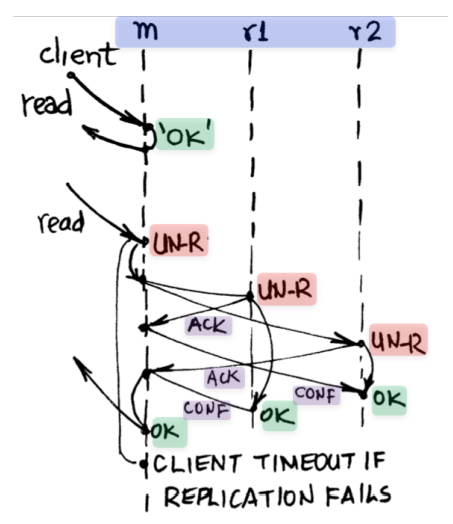 m r1 r2
client
read
'OK'
read
UN-R
UN-R
ACK
UN-R
ACK
CONF
CONF
OK
OK
OK
CLIENT TIMEOUT IF
REPLICATION FAILS